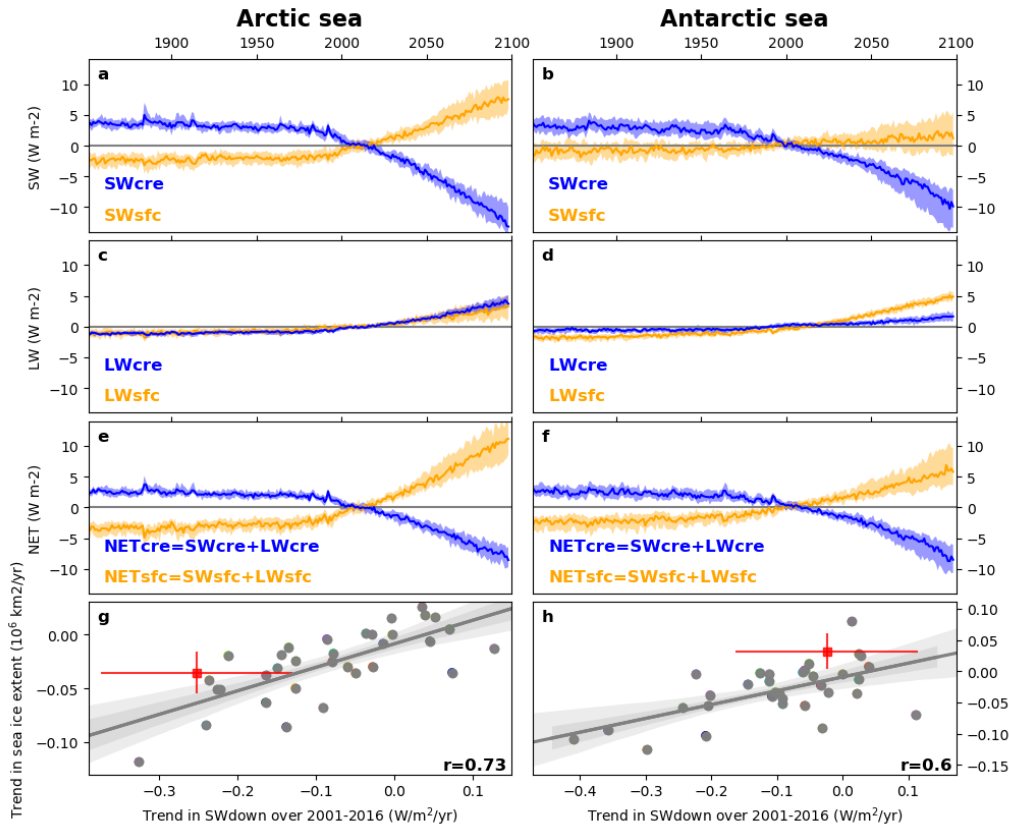 Arctic sea
Antarctic sea
1900 1950 2000 2050 2100
1900 1950 2000 2050 2100
a
10
5
0
−5
−10
SW (W m-2)
SWcre
SWsfc
b
10
5
0
−5
−10
SWcre
SWsfc
c
10
5
0
−5
−10
LW (W m-2)
LWcre
LWsfc
d
10
5
0
−5
−10
LWcre
LWsfc
e
10
5
0
−5
−10
NET (W m-2)
NETcre=SWcre+LWcre
NETsfc=SWsfc+LWsfc
f
10
5
0
−5
−10
NETcre=SWcre+LWcre
NETsfc=SWsfc+LWsfc
g
0.00
−0.05
−0.10
Trend in sea ice extent (10⁶ km2/yr)
r=0.73
−0.3 −0.2 −0.1 0.0 0.1
Trend in SWdown over 2001-2016 (W/m²/yr)
h
0.10
0.05
0.00
−0.05
−0.10
−0.15
r=0.6
−0.4 −0.3 −0.2 −0.1 0.0 0.1
Trend in SWdown over 2001-2016 (W/m²/yr)